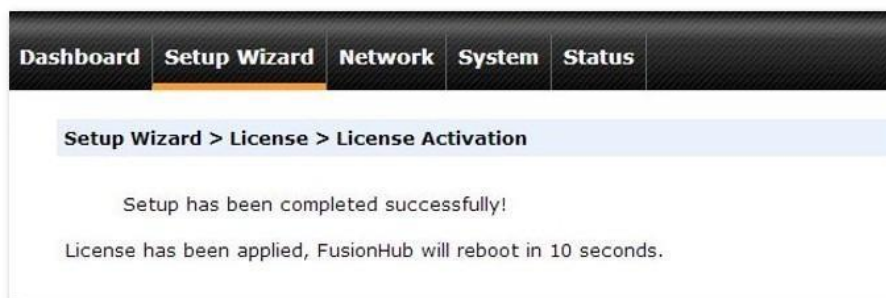 Dashboard Setup Wizard Network System Status
Setup Wizard > License > License Activation
Setup has been completed successfully!
License has been applied, FusionHub will reboot in 10 seconds.